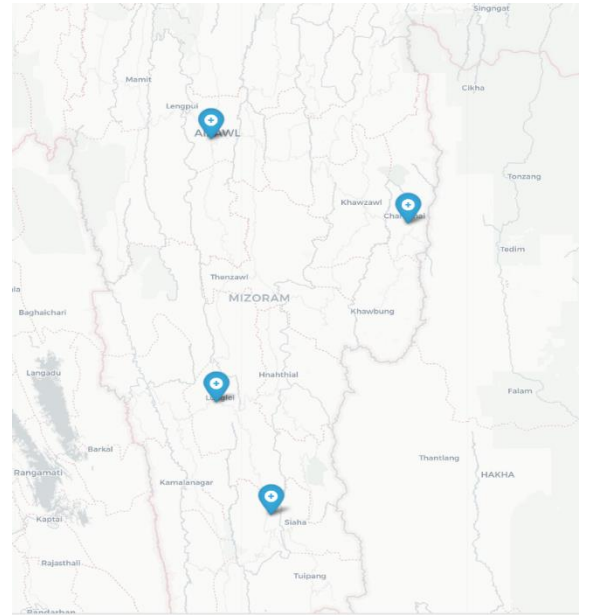 Singngat
Mamit
Cikha
Lengpui
Tonzang
Khawzawl
Tedim
Thenzawl
MIZORAM
Baghaichari
Khawbung
Langadu
Hnahthial
Falam
Barkal
Thantlang
Rangamati
HAKHA
Kamalanagar
Kaptai
Siaha
Rajasthali
Tuipang